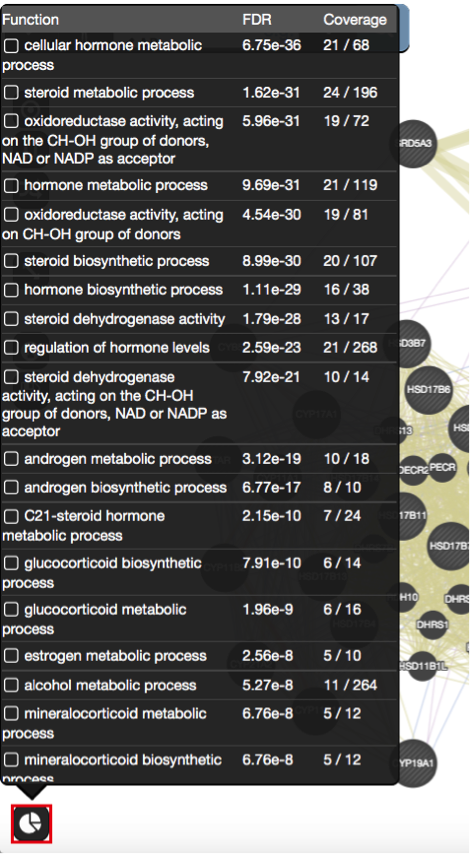 Function FDR Coverage
cellular hormone metabolic 6.75e-36 21 / 68
process
steroid metabolic process 1.62e-31 24 / 196
oxidoreductase activity, acting 5.96e-31 19 / 72
on the CH-OH group of donors,
NAD or NADP as acceptor
hormone metabolic process 9.69e-31 21 / 119
oxidoreductase activity, acting 4.54e-30 19 / 81
on CH-OH group of donors
steroid biosynthetic process 8.99e-30 20 / 107
hormone biosynthetic process 1.11e-29 16 / 38
steroid dehydrogenase activity 1.79e-28 13 / 17
regulation of hormone levels 2.59e-23 21 / 268
steroid dehydrogenase 7.92e-21 10 / 14
activity, acting on the CH-OH
group of donors, NAD or NADP as
acceptor
androgen metabolic process 3.12e-19 10 / 18
androgen biosynthetic process 6.77e-17 8 / 10
C21-steroid hormone 2.15e-10 7 / 24
metabolic process
glucocorticoid biosynthetic 7.91e-10 6 / 14
process
glucocorticoid metabolic 1.96e-9 6 / 16
process
estrogen metabolic process 2.56e-8 5 / 10
alcohol metabolic process 5.27e-8 11 / 264
mineralocorticoid metabolic 6.76e-8 5 / 12
process
mineralocorticoid biosynthetic 6.76e-8 5 / 12
process
SRD5A3
HSD3B7
HSD17B6
DECR2
PECR
HSD17B7
DHRS1
HSD11B1L
CYP19A1
CYP17A1